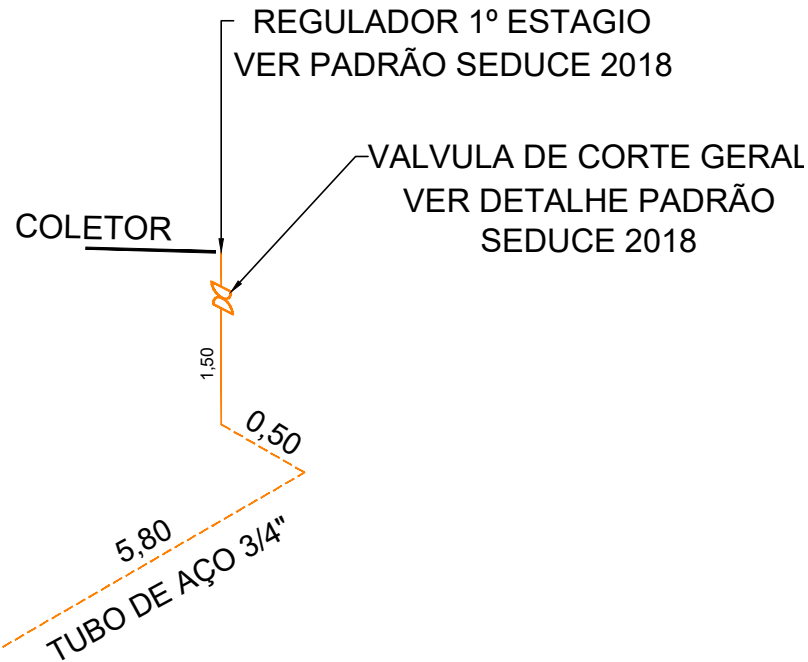 REGULADOR 1º ESTAGIO
VER PADRÃO SEDUCE 2018
VALVULA DE CORTE GERAL
VER DETALHE PADRÃO
SEDUCE 2018
COLETOR
1,50
0,50
5,80
TUBO DE AÇO 3/4"